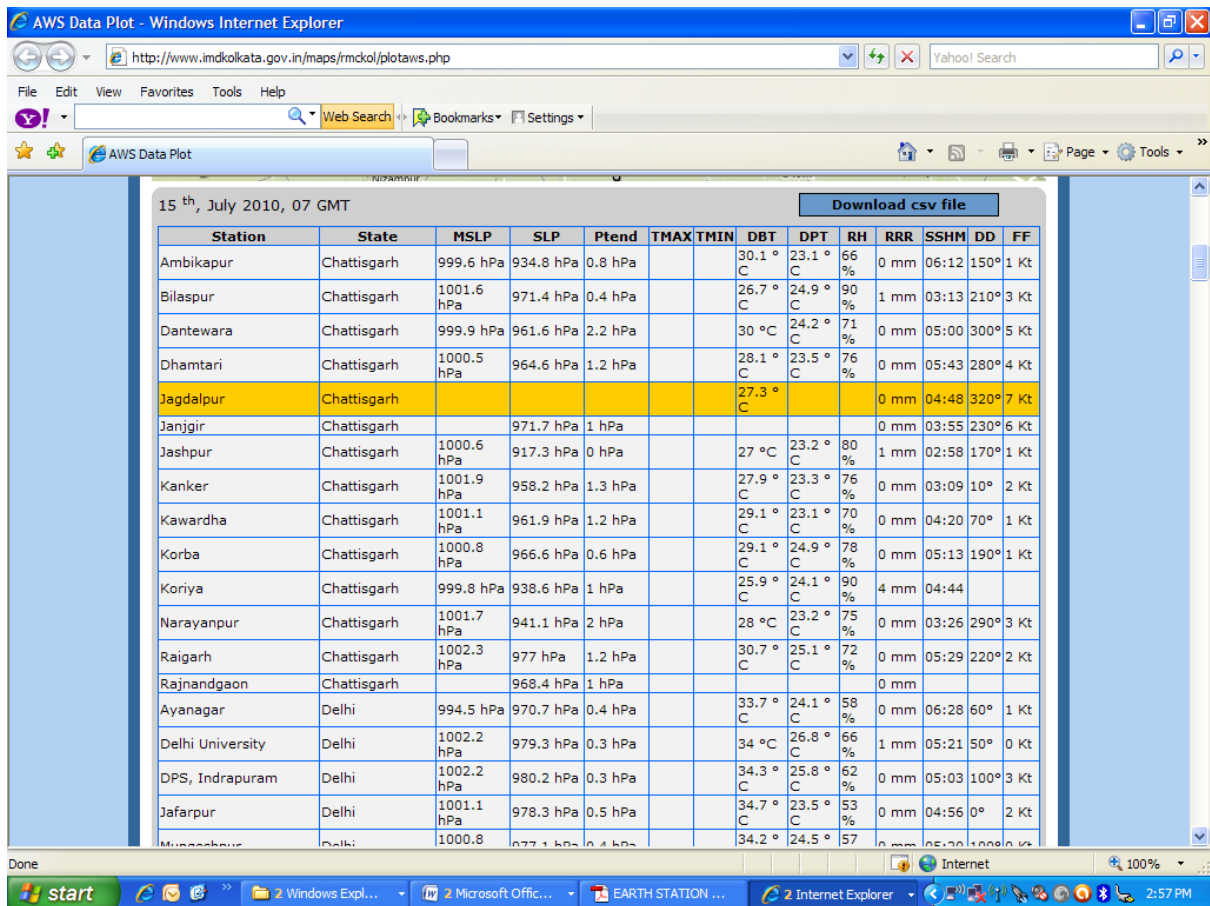 AWS Data Plot - Windows Internet Explorer
http://www.imdkolkata.gov.in/maps/rmckol/plotaws.php
Yahoo! Search
File Edit View Favorites Tools Help
Y! Web Search Bookmarks Settings
AWS Data Plot
Page Tools
15 th, July 2010, 07 GMT
Download csv file
Station State MSLP SLP Ptend TMAX TMIN DBT DPT RH RRR SSHM DD FF
Ambikapur Chattisgarh 999.6 hPa 934.8 hPa 0.8 hPa 30.1 °C 23.1 °C 66 % 0 mm 06:12 150° 1 Kt
Bilaspur Chattisgarh 1001.6 hPa 971.4 hPa 0.4 hPa 26.7 °C 24.9 °C 90 % 1 mm 03:13 210° 3 Kt
Dantewara Chattisgarh 999.9 hPa 961.6 hPa 2.2 hPa 30 °C 24.2 °C 71 % 0 mm 05:00 300° 5 Kt
Dhamtari Chattisgarh 1000.5 hPa 964.6 hPa 1.2 hPa 28.1 °C 23.5 °C 76 % 0 mm 05:43 280° 4 Kt
Jagdalpur Chattisgarh 27.3 °C 0 mm 04:48 320° 7 Kt
Janjgir Chattisgarh 971.7 hPa 1 hPa 0 mm 03:55 230° 6 Kt
Jashpur Chattisgarh 1000.6 hPa 917.3 hPa 0 hPa 27 °C 23.2 °C 80 % 1 mm 02:58 170° 1 Kt
Kanker Chattisgarh 1001.9 hPa 958.2 hPa 1.3 hPa 27.9 °C 23.3 °C 76 % 0 mm 03:09 10° 2 Kt
Kawardha Chattisgarh 1001.1 hPa 961.9 hPa 1.2 hPa 29.1 °C 23.1 °C 70 % 0 mm 04:20 70° 1 Kt
Korba Chattisgarh 1000.8 hPa 966.6 hPa 0.6 hPa 29.1 °C 24.9 °C 78 % 0 mm 05:13 190° 1 Kt
Koriya Chattisgarh 999.8 hPa 938.6 hPa 1 hPa 25.9 °C 24.1 °C 90 % 4 mm 04:44
Narayanpur Chattisgarh 1001.7 hPa 941.1 hPa 2 hPa 28 °C 23.2 °C 75 % 0 mm 03:26 290° 3 Kt
Raigarh Chattisgarh 1002.3 hPa 977 hPa 1.2 hPa 30.7 °C 25.1 °C 72 % 0 mm 05:29 220° 2 Kt
Rajnandgaon Chattisgarh 968.4 hPa 1 hPa 0 mm
Ayanagar Delhi 994.5 hPa 970.7 hPa 0.4 hPa 33.7 °C 24.1 °C 58 % 0 mm 06:28 60° 1 Kt
Delhi University Delhi 1002.2 hPa 979.3 hPa 0.3 hPa 34 °C 26.8 °C 66 % 1 mm 05:21 50° 0 Kt
DPS, Indrapuram Delhi 1002.2 hPa 980.2 hPa 0.3 hPa 34.3 °C 25.8 °C 62 % 0 mm 05:03 100° 3 Kt
Jafarpur Delhi 1001.1 hPa 978.3 hPa 0.5 hPa 34.7 °C 23.5 °C 53 % 0 mm 04:56 0° 2 Kt
Delhi 1000.8 34.2 ° 24.5 ° 57
Done Internet 100%
start 2 Windows Expl... 2 Microsoft Offic... EARTH STATION ... 2 Internet Explorer 2:57 PM